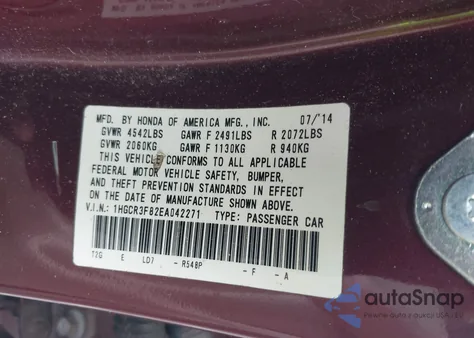 MFD. BY HONDA OF AMERICA MFG., INC. 07/14
GVWR 4542LBS GAWR F 2491LBS R 2072LBS
GVWR 2060KG GAWR F 1130KG R 940KG
THIS VEHICLE CONFORMS TO ALL APPLICABLE
FEDERAL MOTOR VEHICLE SAFETY, BUMPER,
AND THEFT PREVENTION STANDARDS IN EFFECT
ON THE DATE OF MANUFACTURE SHOWN ABOVE.
V.I.N.: 1HGCR3F82EA042271 TYPE: PASSENGER CAR
T2G E LD7 - R548P - F - A
autoSnap